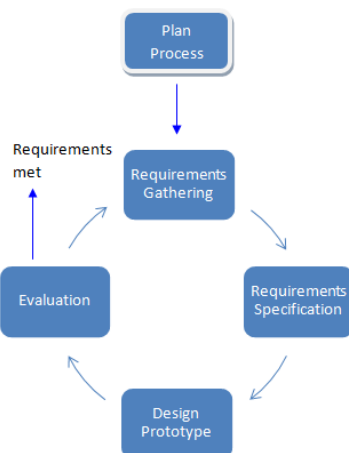 Plan
Process
Requirements
met
Requirements
Gathering
Evaluation
Requirements
Specification
Design
Prototype